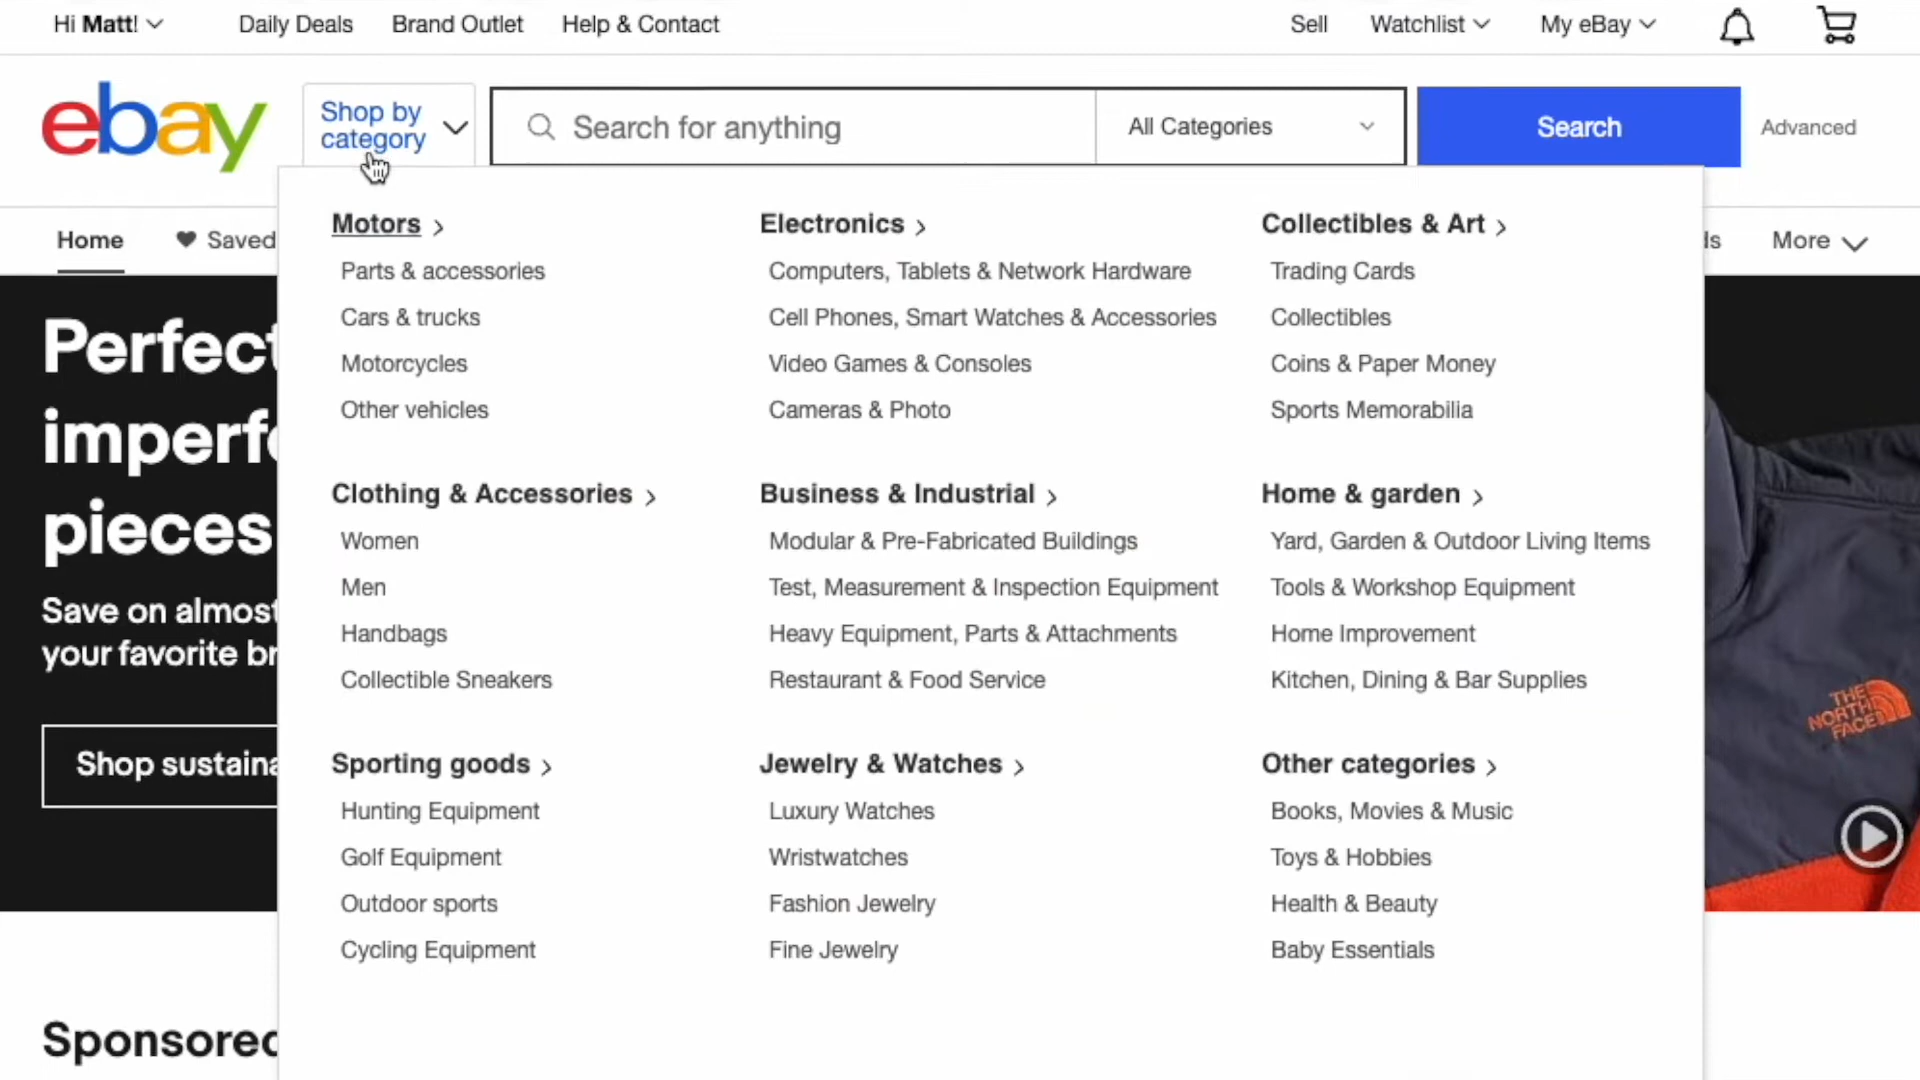 Hi Matt!
Daily Deals
Brand Outlet
Help & Contact
Sell
Watchlist
My eBay
ebay
Shop by
category
Search for anything
All Categories
Search
Advanced
Home
Saved
More
Perfect
pieces
Save on almost
your favorite
Shop
Sponsored
Motors
Parts & accessories
Cars & trucks
Motorcycles
Other vehicles
Electronics
Computers, Tablets & Network Hardware
Cell Phones, Smart Watches & Accessories
Video Games & Consoles
Cameras & Photo
Collectibles & Art
Trading Cards
Collectibles
Coins & Paper Money
Sports Memorabilia
Clothing & Accessories
Women
Men
Handbags
Collectible Sneakers
Business & Industrial
Modular & Pre-Fabricated Buildings
Test, Measurement & Inspection Equipment
Heavy Equipment, Parts & Attachments
Restaurant & Food Service
Home & garden
Yard, Garden & Outdoor Living Items
Tools & Workshop Equipment
Home Improvement
Kitchen, Dining & Bar Supplies
Sporting goods
Hunting Equipment
Golf Equipment
Outdoor sports
Cycling Equipment
Jewelry & Watches
Luxury Watches
Wristwatches
Fashion Jewelry
Fine Jewelry
Other categories
Books, Movies & Music
Toys & Hobbies
Health & Beauty
Baby Essentials
THE
NORTH
FACE